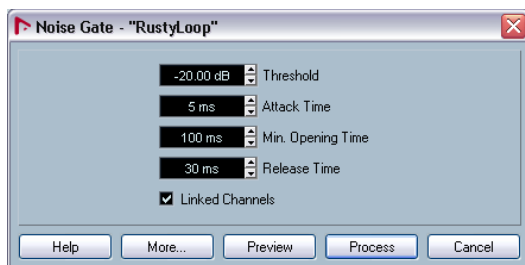 Noise Gate - "RustyLoop"
-20.00 dB Threshold
5 ms Attack Time
100 ms Min. Opening Time
30 ms Release Time
Linked Channels
Help More... Preview Process Cancel